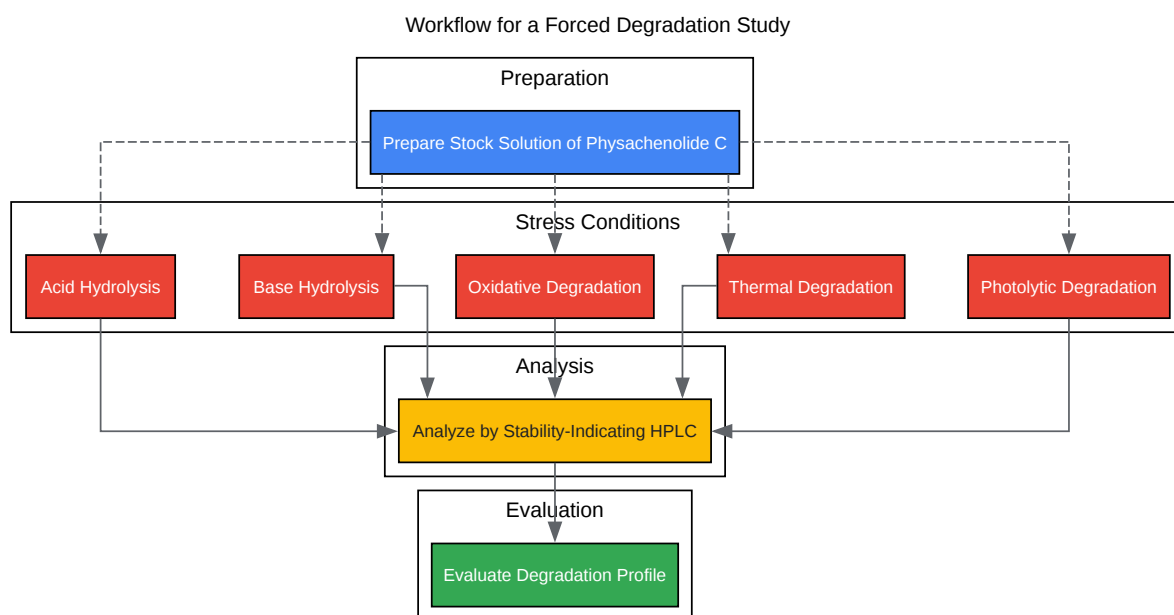 Workflow for a Forced Degradation Study
Preparation
Prepare Stock Solution of Physachenolide C
Stress Conditions
Acid Hydrolysis
Base Hydrolysis
Oxidative Degradation
Thermal Degradation
Photolytic Degradation
Analysis
Analyze by Stability-Indicating HPLC
Evaluation
Evaluate Degradation Profile